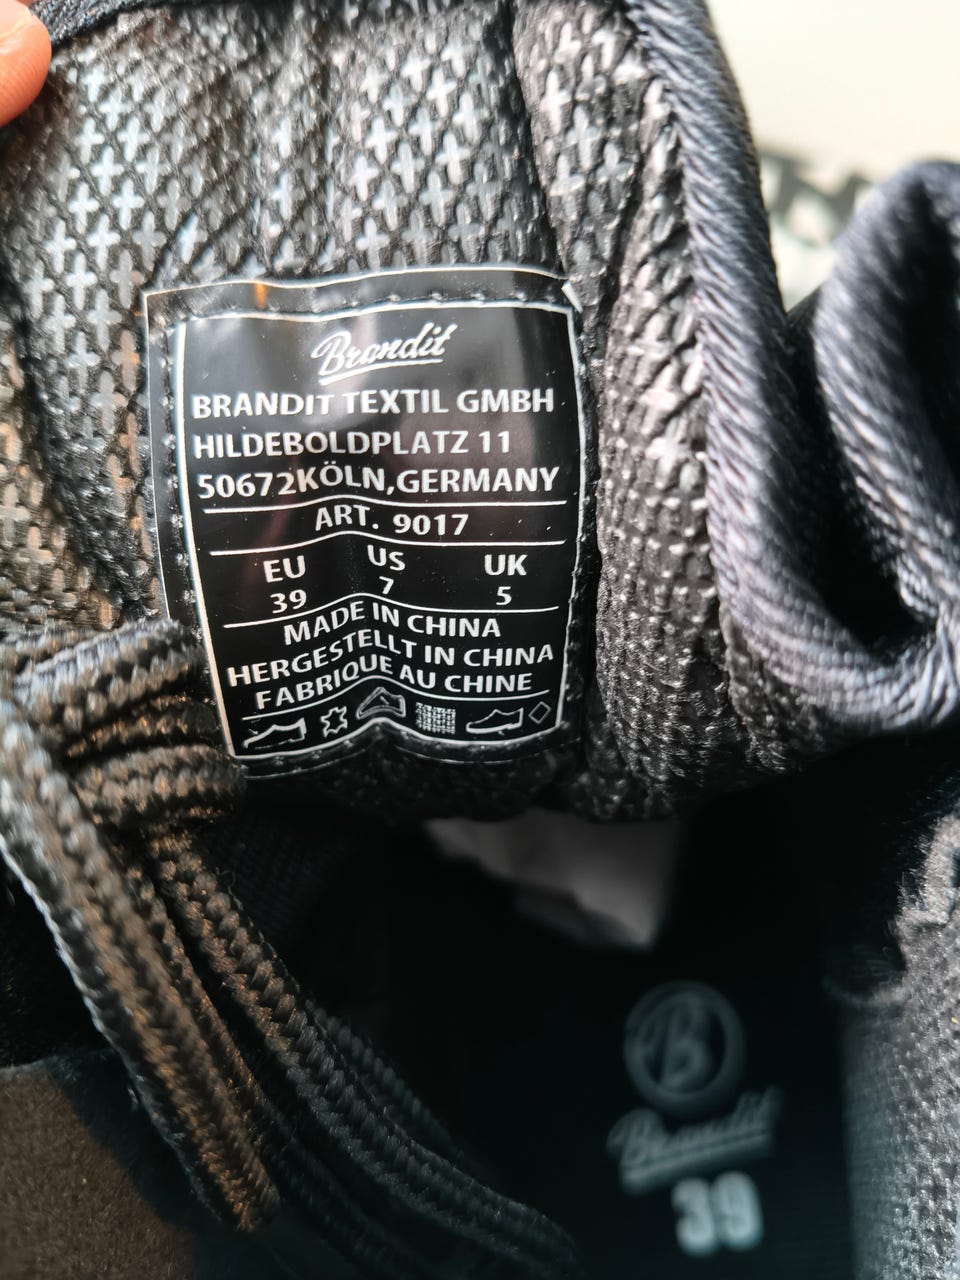 Brandit
BRANDIT TEXTIL GMBH
HILDEBOLDPLATZ 11
50672KÖLN,GERMANY
ART. 9017
EU US UK
39 7 5
MADE IN CHINA
HERGESTELLT IN CHINA
FABRIQUE AU CHINE
B
Brandit
39